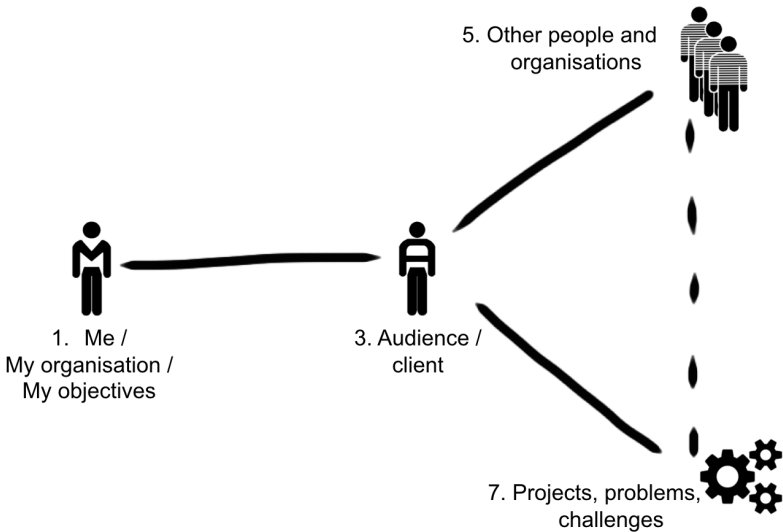 5. Other people and
organisations
1. Me /
My organisation /
My objectives
3. Audience /
client
7. Projects, problems,
challenges